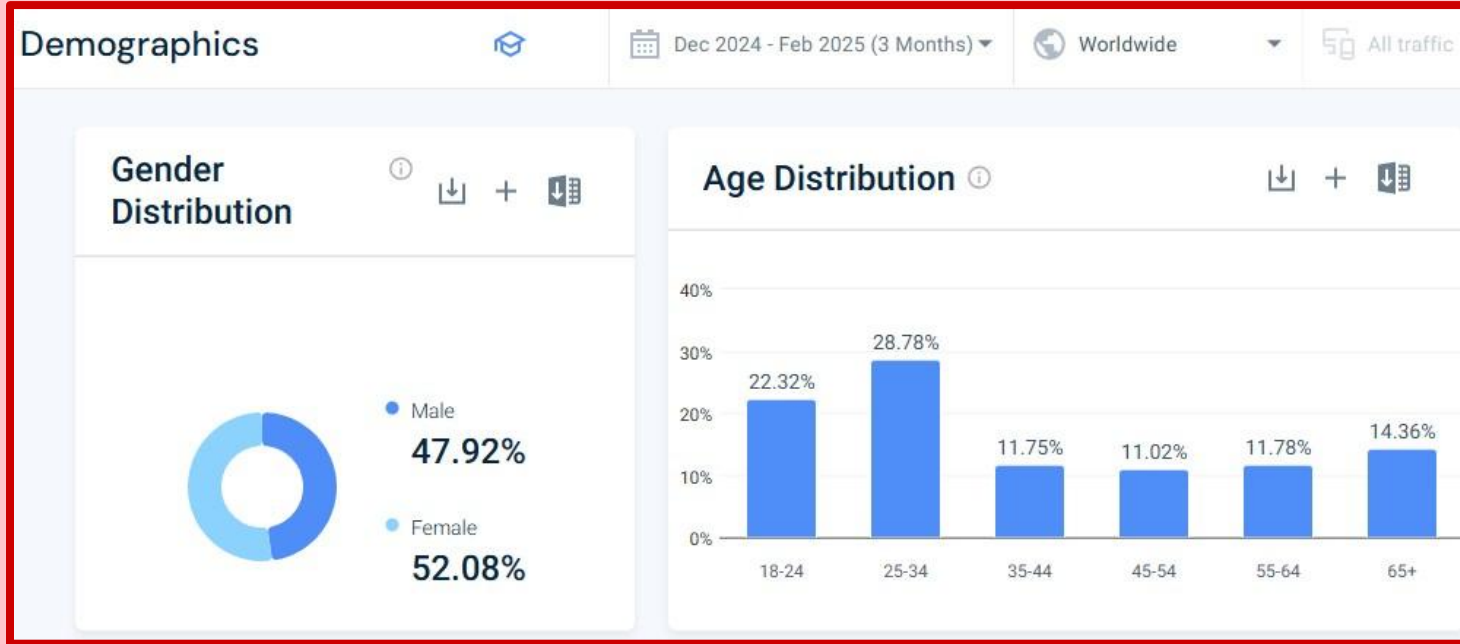 Demographics
Dec 2024 - Feb 2025 (3 Months)
Worldwide
All traffic
Gender
Distribution
Male
47.92%
Female
52.08%
Age Distribution
40%
30%
20%
10%
0%
22.32%
28.78%
11.75%
11.02%
11.78%
14.36%
18-24
25-34
35-44
45-54
55-64
65+